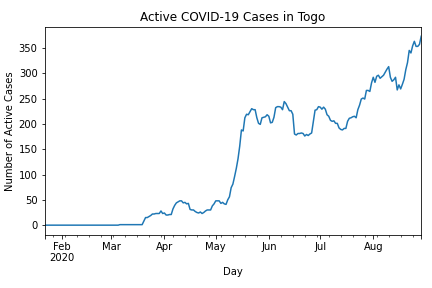 Active COVID-19 Cases in Togo
Number of Active Cases
350
300
250
200
150
100
50
0
Feb
2020
Mar
Apr
May
Jun
Jul
Aug
Day